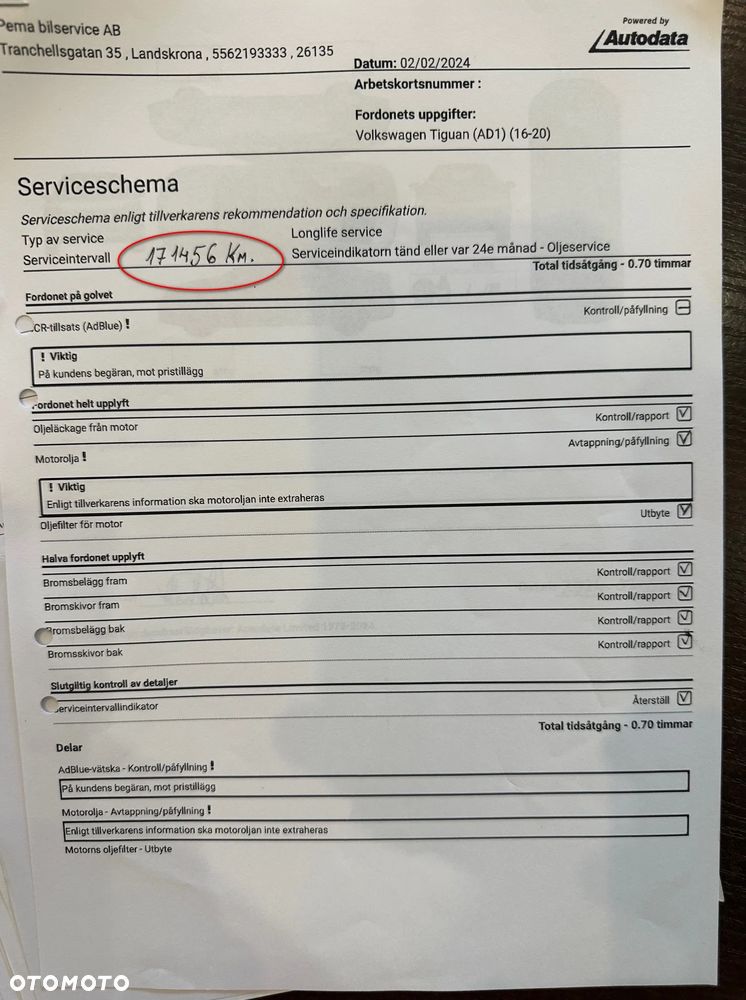 Pema bilservice AB
Tranchellsgatan 35 , Landskrona , 5562193333 , 26135
Powered by
Autodata
Datum: 02/02/2024
Arbetskortsnummer :
Fordonets uppgifter:
Volkswagen Tiguan (AD1) (16-20)
Serviceschema
Serviceschema enligt tillverkarens rekommendation och specifikation.
Typ av service
Longlife service
Serviceintervall
171456 Km.
Serviceindikatorn tänd eller var 24e månad - Oljeservice
Total tidsåtgång - 0.70 timmar
Fordonet på golvet
CR-tillsats (AdBlue) !
Kontroll/påfyllning
! Viktig
På kundens begäran, mot pristillägg
Fordonet helt upplyft
Oljeläckage från motor
Kontroll/rapport
Motorolja !
Avtappning/påfyllning
! Viktig
Enligt tillverkarens information ska motoroljan inte extraheras
Oljefilter för motor
Utbyte
Halva fordonet upplyft
Bromsbelägg fram
Kontroll/rapport
Bromskivor fram
Kontroll/rapport
Bromsbelägg bak
Kontroll/rapport
Bromsskivor bak
Kontroll/rapport
Slutgiltig kontroll av detaljer
erviceintervallindikator
Återställ
Total tidsåtgång - 0.70 timmar
Delar
AdBlue-vätska - Kontroll/påfyllning !
På kundens begäran, mot pristillägg
Motorolja - Avtappning/påfyllning !
Enligt tillverkarens information ska motoroljan inte extraheras
Motorns oljefilter - Utbyte
OTOMOTO